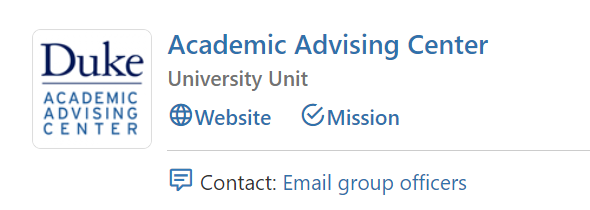 Duke
ACADEMIC
ADVISING
CENTER
Academic Advising Center
University Unit
Website Mission
Contact: Email group officers